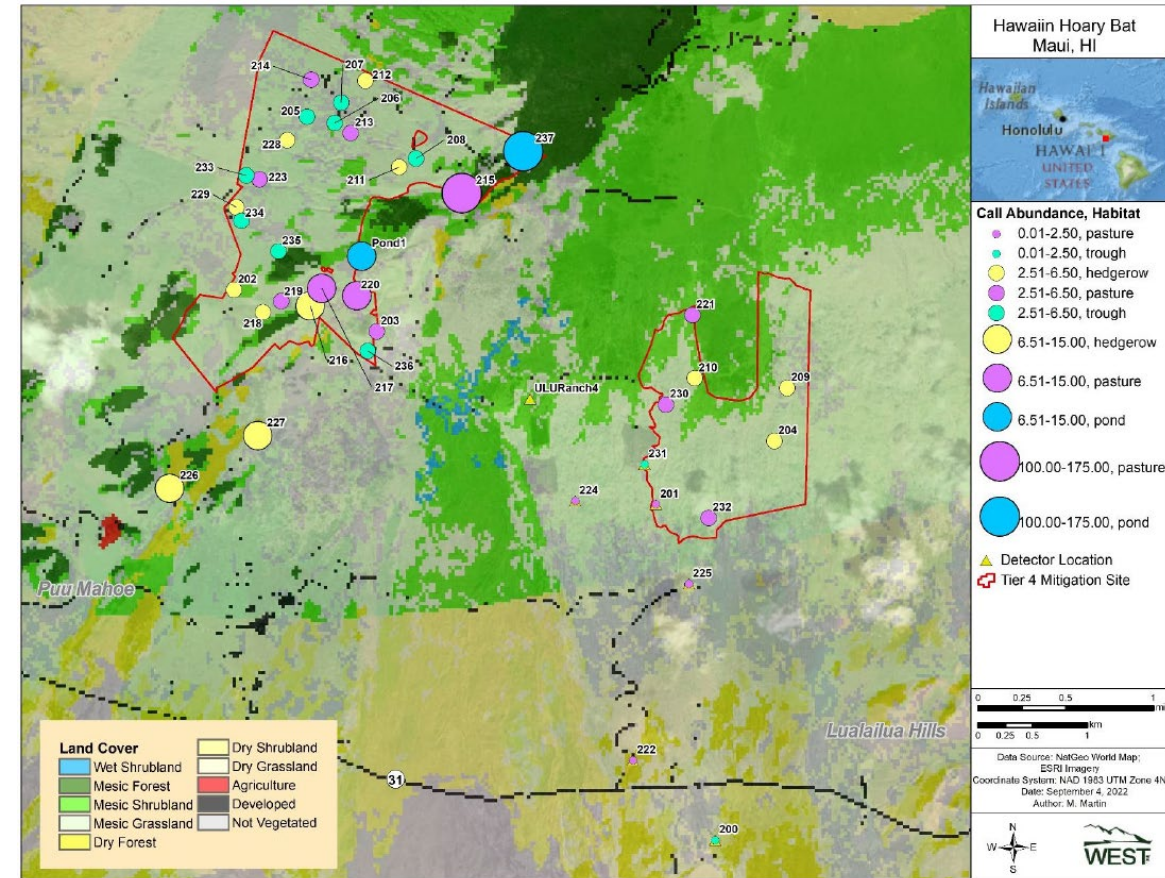 Hawaiin Hoary Bat
Maui, HI
Hawaiian
Islands
Honolulu
HAWAI'I
UNITED
STATES
Call Abundance, Habitat
0.01-2.50, pasture
0.01-2.50, trough
2.51-6.50, hedgerow
2.51-6.50, pasture
2.51-6.50, trough
6.51-15.00, hedgerow
6.51-15.00, pasture
6.51-15.00, pond
100.00-175.00, pasture
100.00-175.00, pond
Detector Location
Tier 4 Mitigation Site
0 0.25 0.5 1
mi
km
0 0.25 0.5 1
Data Source: NatGeo World Map;
ESRI Imagery
Coordinate System: NAD 1983 UTM Zone 4N
Date: September 4, 2022
Author: M. Martin
N
W E
S
WEST
207
214
212
205
206
213
237
228
208
211
233
223
215
229
234
235
Pond1
202
219
220
218
203
216
236
217
221
210
209
230
ULURanch4
204
227
231
226
224
201
232
225
Puu Mahoe
222
Lualailua Hills
31
200
Land Cover
Wet Shrubland
Mesic Forest
Mesic Shrubland
Mesic Grassland
Dry Forest
Dry Shrubland
Dry Grassland
Agriculture
Developed
Not Vegetated